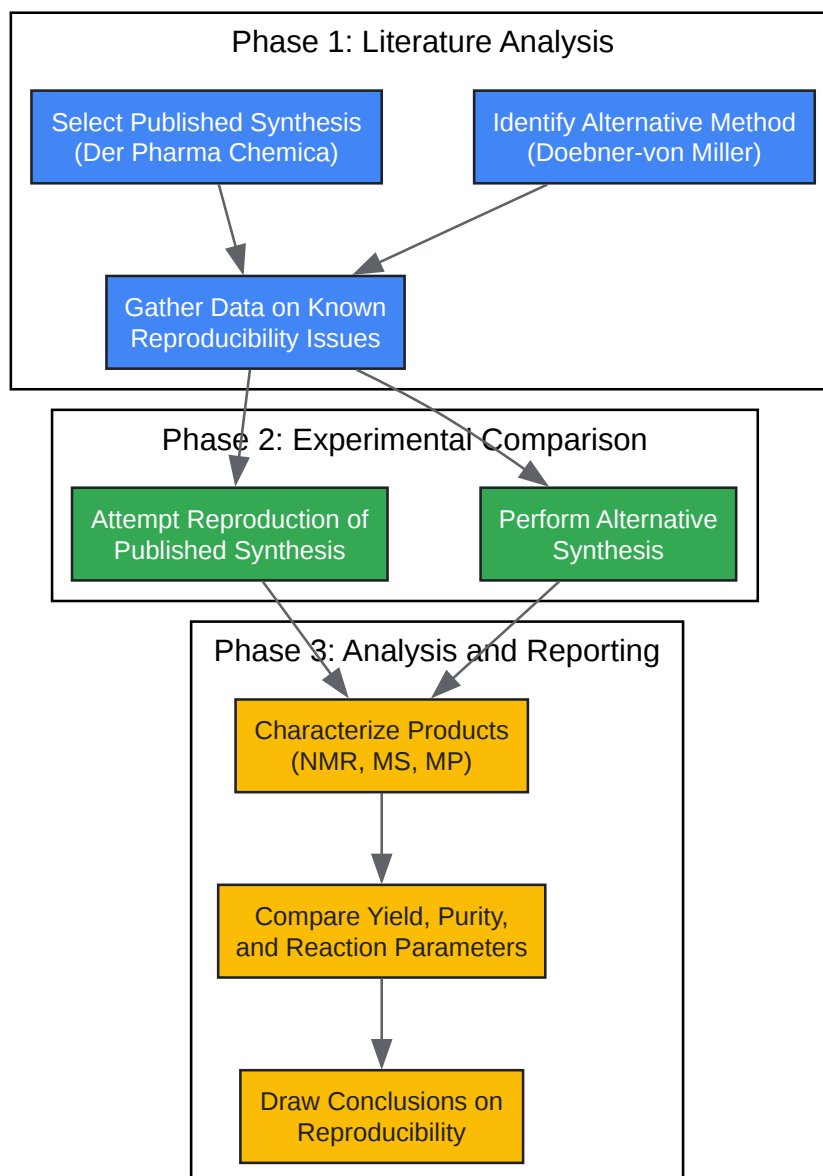 Phase 1: Literature Analysis
Select Published Synthesis
(Der Pharma Chemica)
Identify Alternative Method
(Doebner-von Miller)
Gather Data on Known
Reproducibility Issues
Phase 2: Experimental Comparison
Attempt Reproduction of
Published Synthesis
Perform Alternative
Synthesis
Phase 3: Analysis and Reporting
Characterize Products
(NMR, MS, MP)
Compare Yield, Purity,
and Reaction Parameters
Draw Conclusions on
Reproducibility